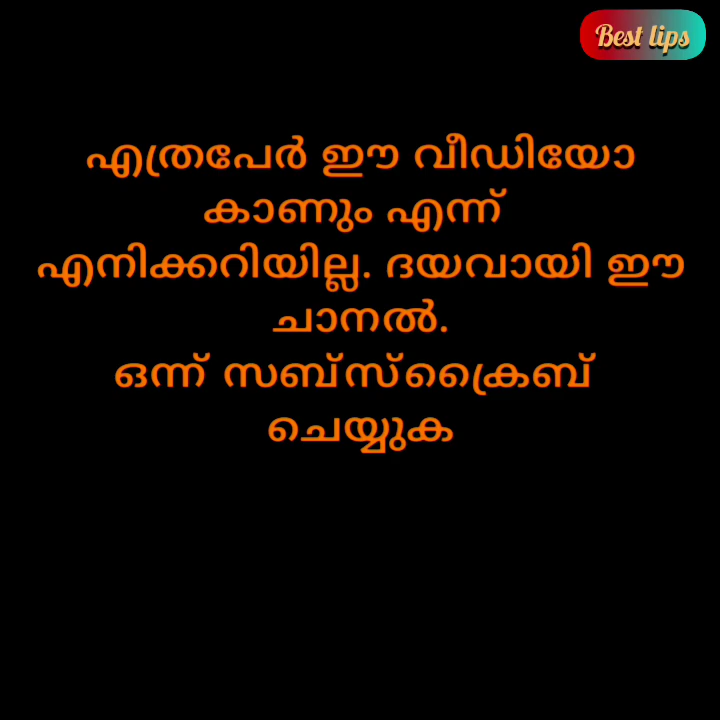 Best lips
എത്രപേർ ഈ വീഡിയോ
കാണും എന്ന്
എനിക്കറിയില്ല. ദയവായി ഈ
ചാനൽ.
ഒന്ന് സബ്സ്ക്രൈബ്
ചെയ്യുക